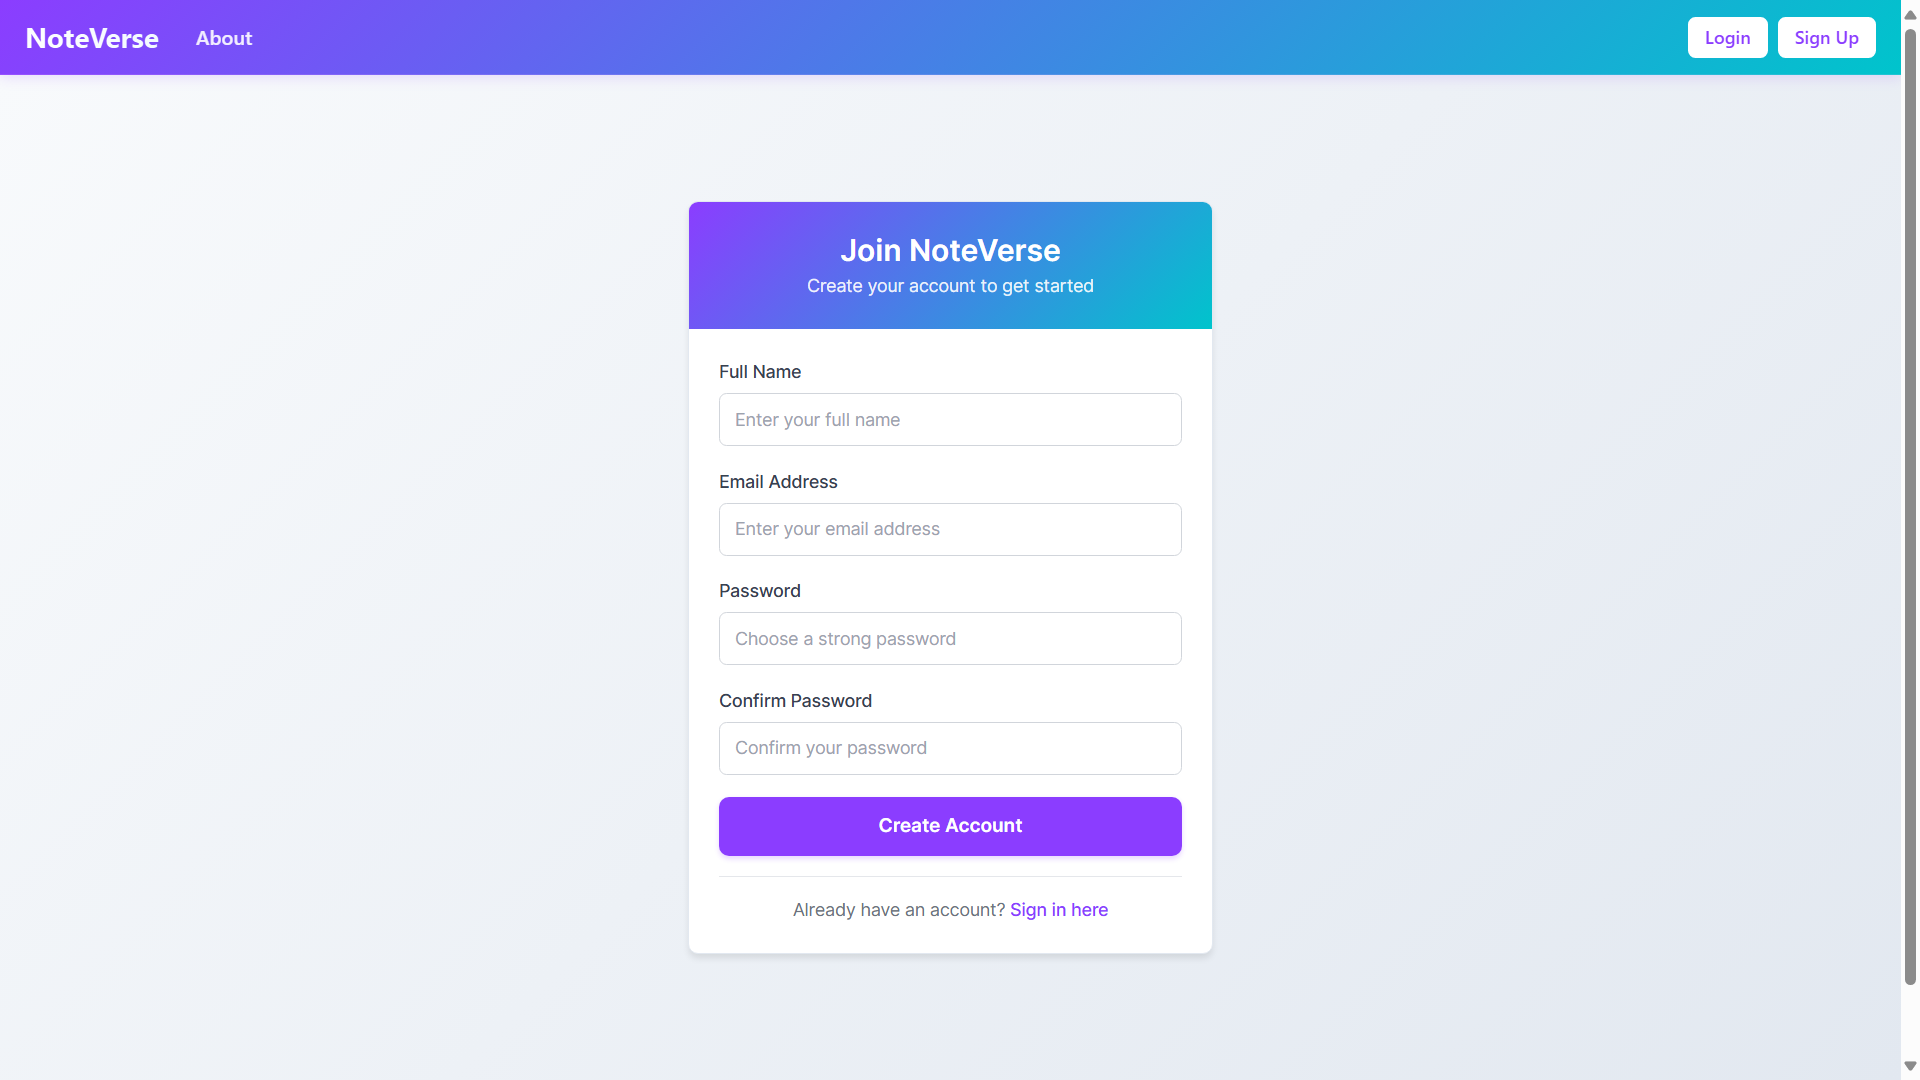 NoteVerse About Login Sign Up
Join NoteVerse
Create your account to get started
Full Name
Enter your full name
Email Address
Enter your email address
Password
Choose a strong password
Confirm Password
Confirm your password
Create Account
Already have an account? Sign in here